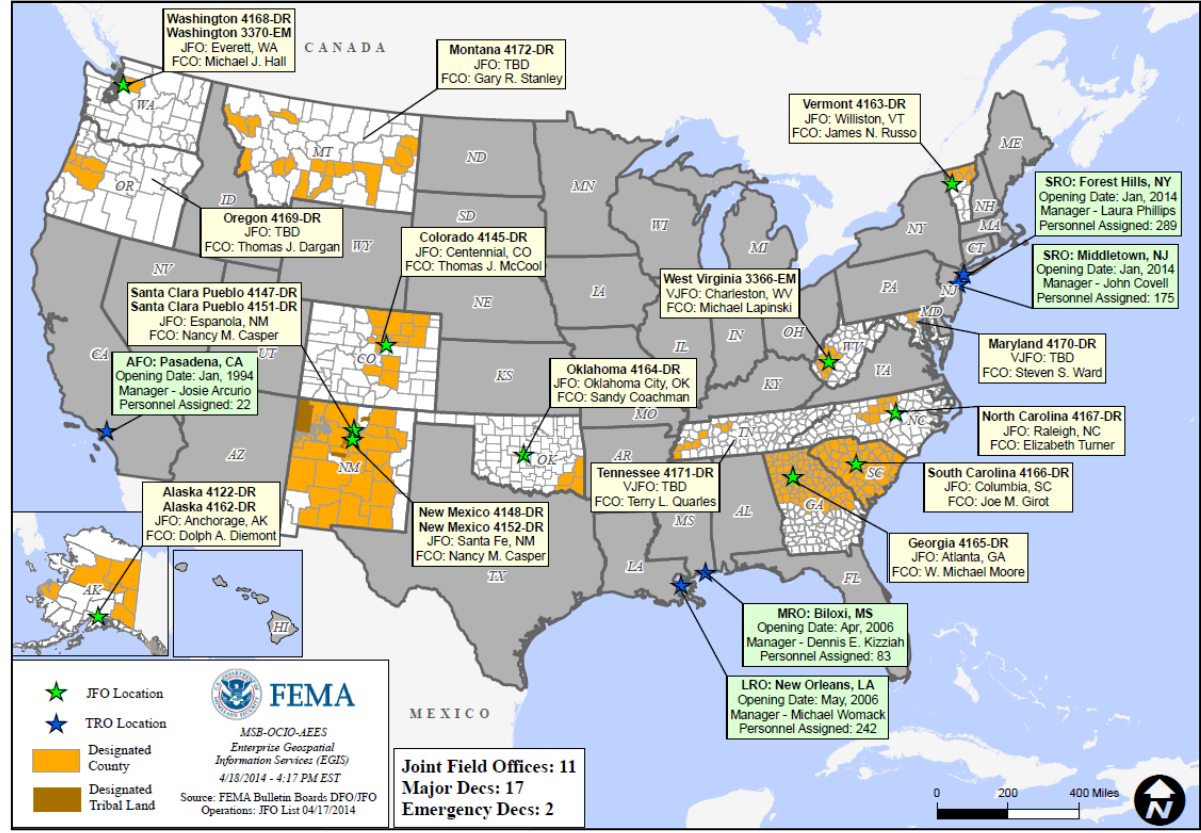 Washington 4168-DR
Washington 3370-EM
JFO: Everett, WA
FCO: Michael J. Hall
CANADA
Montana 4172-DR
JFO: TBD
FCO: Gary R. Stanley
Vermont 4163-DR
JFO: Williston, VT
FCO: James N. Russo
WA
MT
ND
MN
ME
OR
ID
SD
WI
MI
NY
NH
MA
CT
SRO: Forest Hills, NY
Opening Date: Jan, 2014
Manager - Laura Phillips
Personnel Assigned: 289
Oregon 4169-DR
JFO: TBD
FCO: Thomas J. Dargan
WY
Colorado 4145-DR
JFO: Centennial, CO
FCO: Thomas J. McCool
SRO: Middletown, NJ
Opening Date: Jan, 2014
Manager - John Covell
Personnel Assigned: 175
NV
NE
IA
PA
NJ
Santa Clara Pueblo 4147-DR
Santa Clara Pueblo 4151-DR
JFO: Espanola, NM
FCO: Nancy M. Casper
West Virginia 3366-EM
VJFO: Charleston, WV
FCO: Michael Lapinski
IL
IN
OH
WV
MD
VA
CA
UT
CO
KS
MO
KY
Maryland 4170-DR
VJFO: TBD
FCO: Steven S. Ward
AFO: Pasadena, CA
Opening Date: Jan, 1994
Manager - Josie Arcurio
Personnel Assigned: 22
Oklahoma 4164-DR
JFO: Oklahoma City, OK
FCO: Sandy Coachman
North Carolina 4167-DR
JFO: Raleigh, NC
FCO: Elizabeth Turner
AZ
NM
OK
AR
TN
NC
SC
Tennessee 4171-DR
VJFO: TBD
FCO: Terry L. Quarles
South Carolina 4166-DR
JFO: Columbia, SC
FCO: Joe M. Girot
Alaska 4122-DR
Alaska 4162-DR
JFO: Anchorage, AK
FCO: Dolph A. Diemont
New Mexico 4148-DR
New Mexico 4152-DR
JFO: Santa Fe, NM
FCO: Nancy M. Casper
MS
AL
GA
Georgia 4165-DR
JFO: Atlanta, GA
FCO: W. Michael Moore
TX
LA
FL
AK
HI
MRO: Biloxi, MS
Opening Date: Apr, 2006
Manager - Dennis E. Kizziah
Personnel Assigned: 83
LRO: New Orleans, LA
Opening Date: May, 2006
Manager - Michael Womack
Personnel Assigned: 242
MEXICO
JFO Location
TRO Location
Designated
County
Designated
Tribal Land
FEMA
MSB-OCIO-AEES
Enterprise Geospatial
Information Services (EGIS)
4/18/2014 - 4:17 PM EST
Source: FEMA Bulletin Boards DFO/JFO
Operations: JFO List 04/17/2014
Joint Field Offices: 11
Major Decs: 17
Emergency Decs: 2
0 200 400 Miles
N